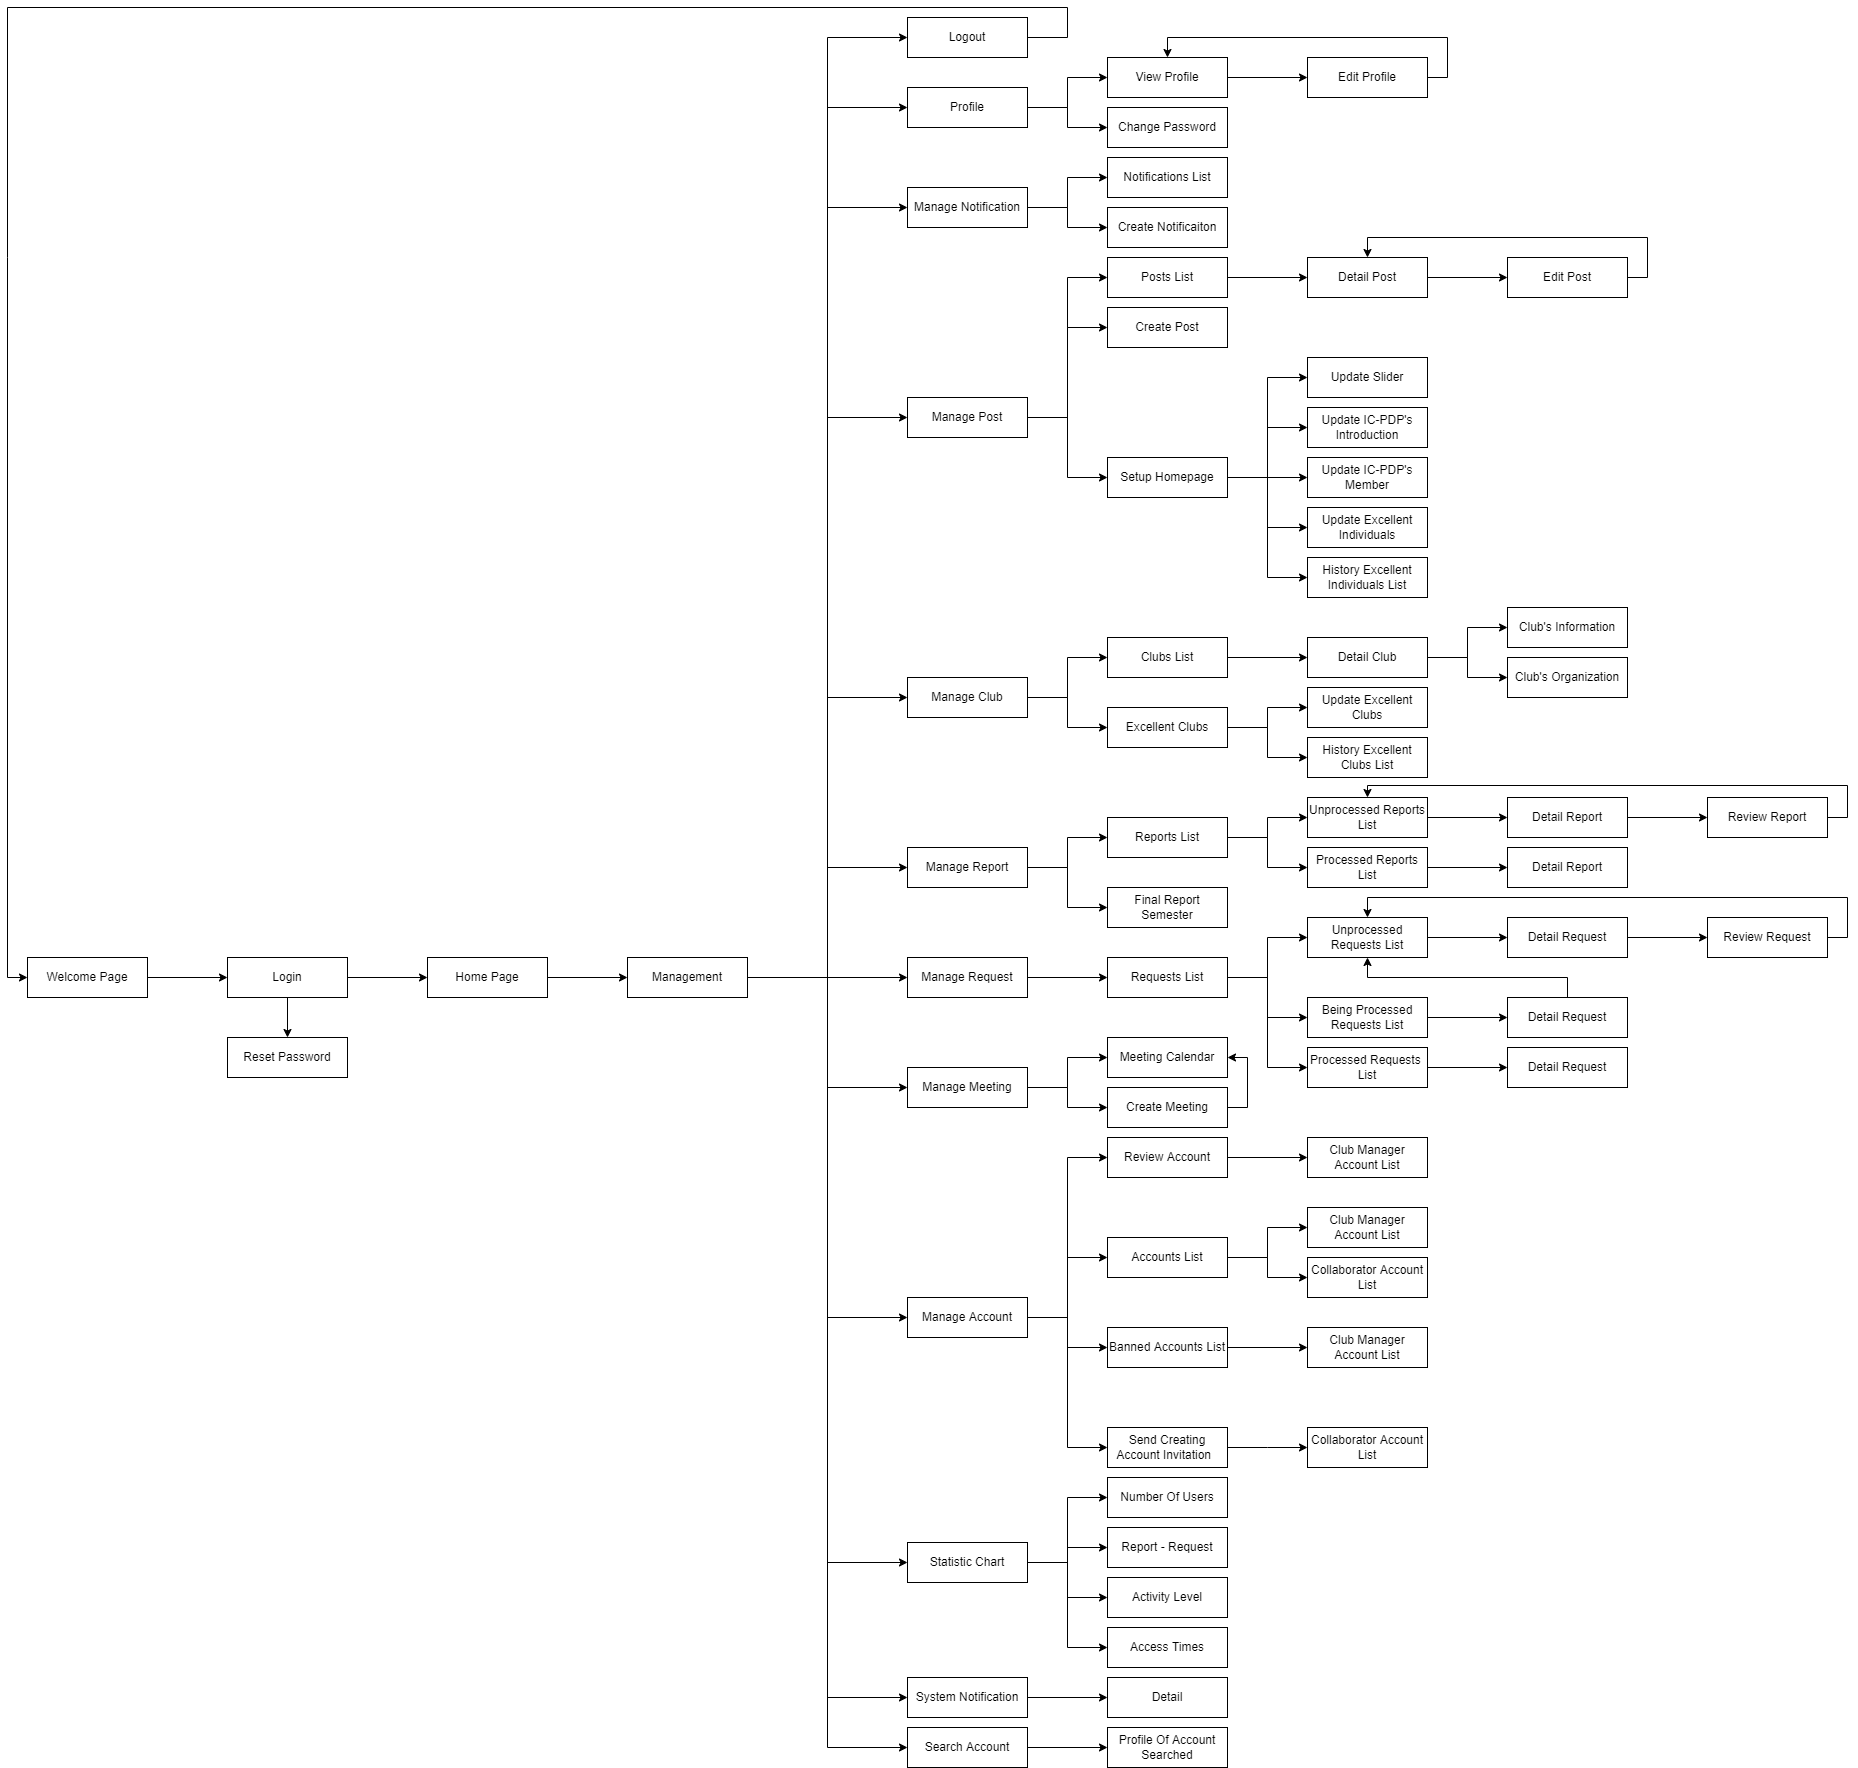 Logout
View Profile
Edit Profile
Profile
Change Password
Notifications List
Manage Notification
Create Notificaiton
Posts List
Detail Post
Edit Post
Create Post
Update Slider
Manage Post
Update IC-PDP's
Introduction
Setup Homepage
Update IC-PDP's
Member
Update Excellent
Individuals
History Excellent
Individuals List
Club's Information
Clubs List
Detail Club
Club's Organization
Manage Club
Update Excellent
Clubs
Excellent Clubs
History Excellent
Clubs List
Unprocessed Reports
List
Detail Report
Review Report
Reports List
Manage Report
Processed Reports
List
Detail Report
Final Report
Semester
Unprocessed
Requests List
Detail Request
Review Request
Welcome Page
Login
Home Page
Management
Manage Request
Requests List
Being Processed
Requests List
Detail Request
Reset Password
Meeting Calendar
Processed Requests
List
Detail Request
Manage Meeting
Create Meeting
Review Account
Club Manager
Account List
Club Manager
Account List
Accounts List
Collaborator Account
List
Manage Account
Banned Accounts List
Club Manager
Account List
Send Creating
Account Invitation
Collaborator Account
List
Number Of Users
Report - Request
Statistic Chart
Activity Level
Access Times
System Notification
Detail
Search Account
Profile Of Account
Searched